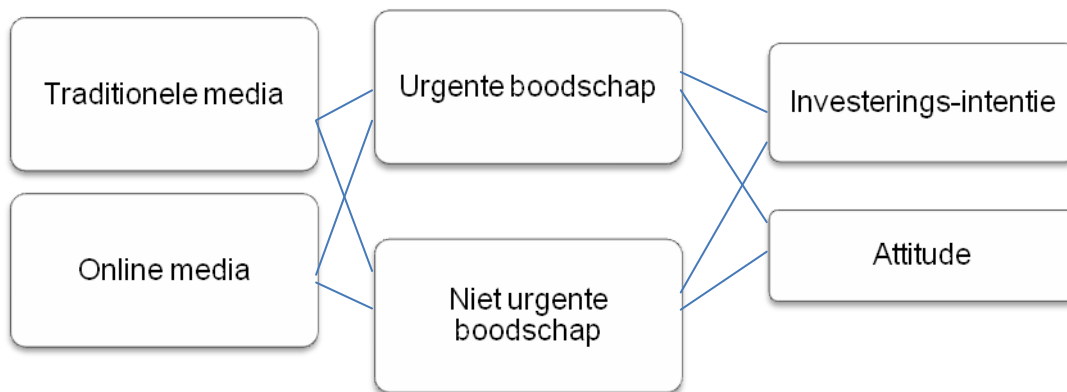 Traditionele media
Online media
Urgente boodschap
Niet urgente
boodschap
Investerings-intentie
Attitude